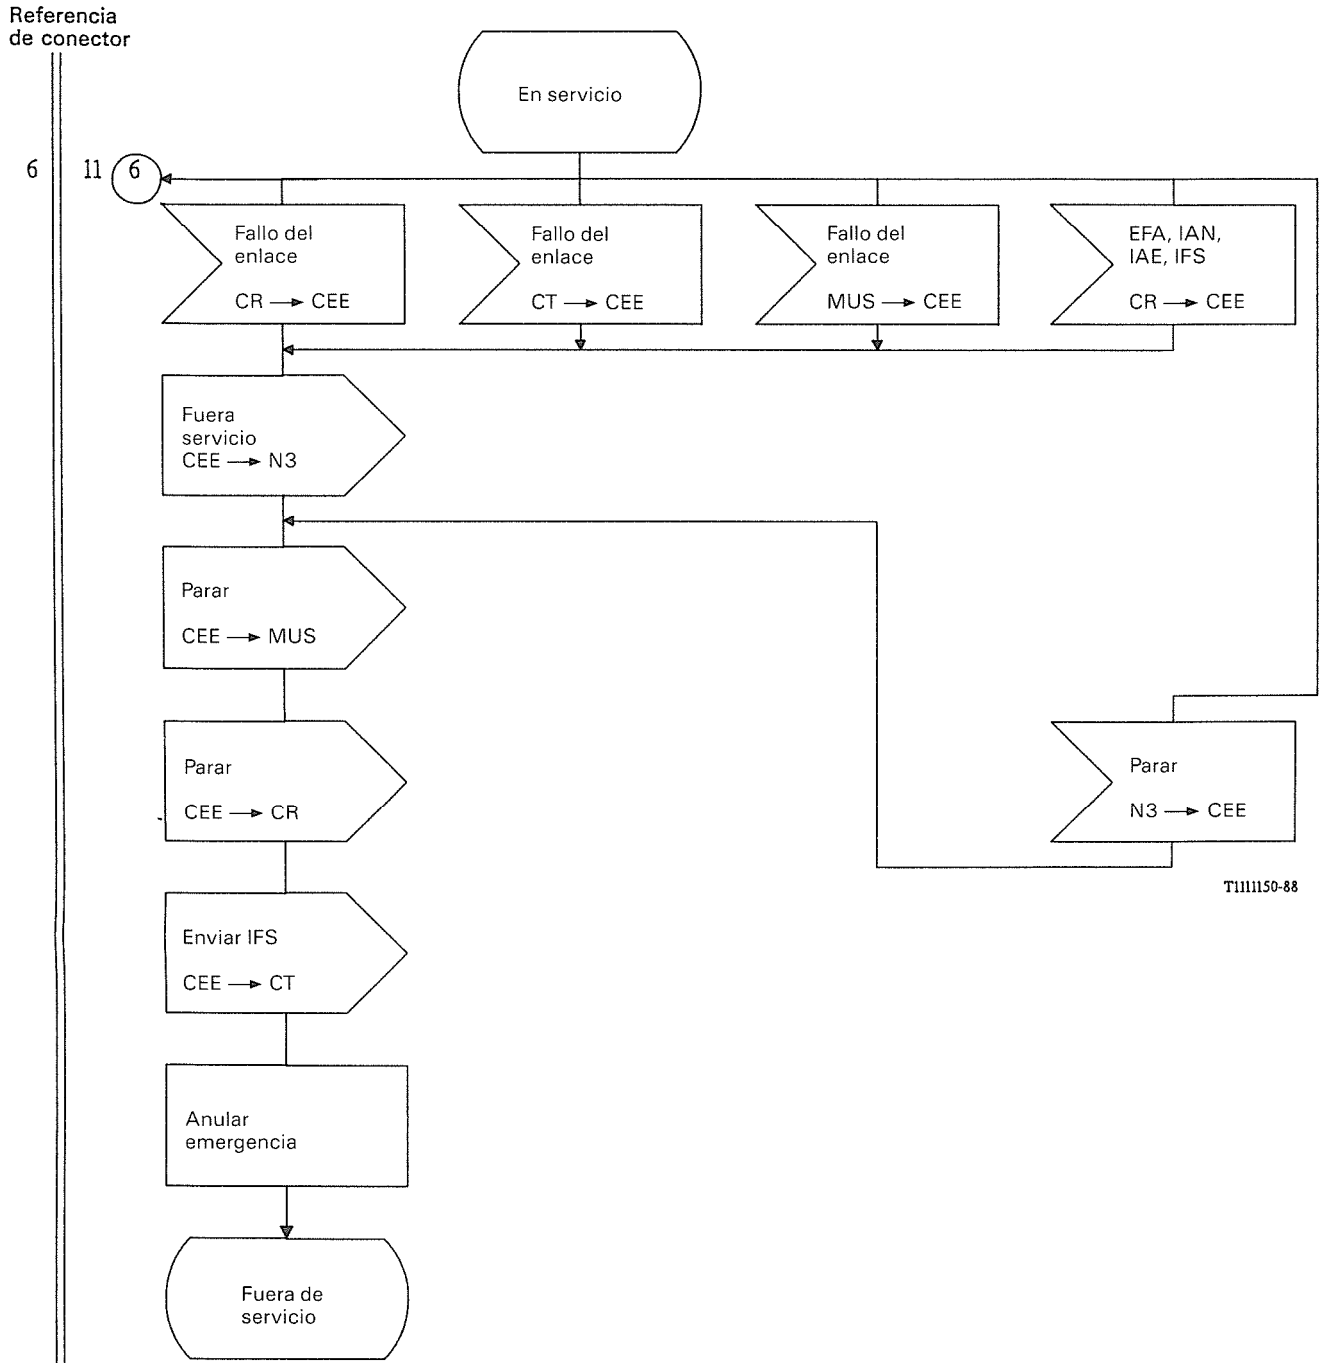 Referencia
de conector
En servicio
6 11 6
Fallo del
enlace
CR → CEE
Fallo del
enlace
CT → CEE
Fallo del
enlace
MUS → CEE
EFA, IAN,
IAE, IFS
CR → CEE
Fuera
servicio
CEE → N3
Parar
CEE → MUS
Parar
CEE → CR
Parar
N3 → CEE
T1111150-88
Enviar IFS
CEE → CT
Anular
emergencia
Fuera de
servicio